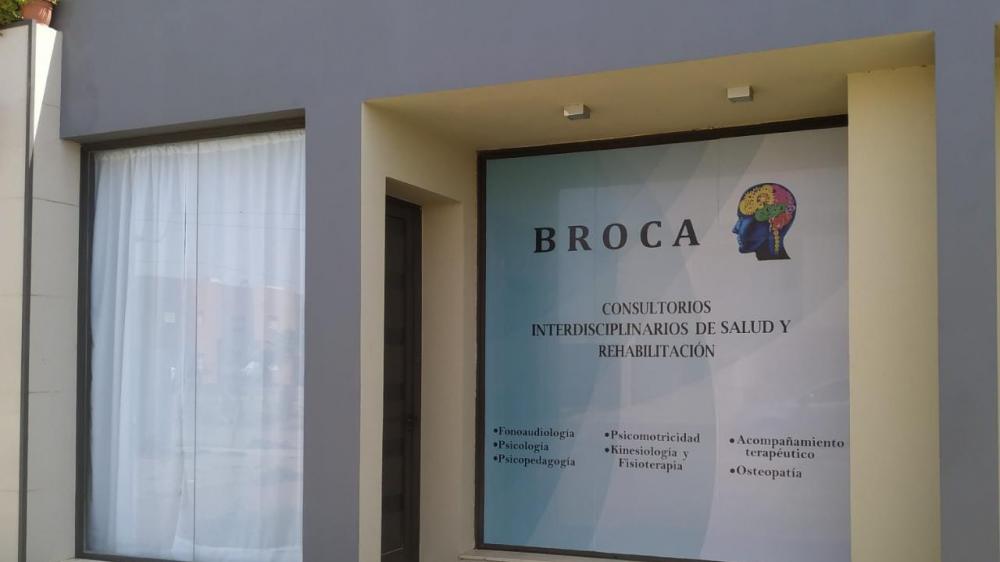 BROCA
CONSULTORIOS
INTERDISCIPLINARIOS DE SALUD Y
REHABILITACIÓN
•Fonoaudiología
•Psicología
•Psicopedagogía
•Psicomotricidad
•Kinesiología y
Fisioterapia
•Acompañamiento
terapéutico
•Osteopatía